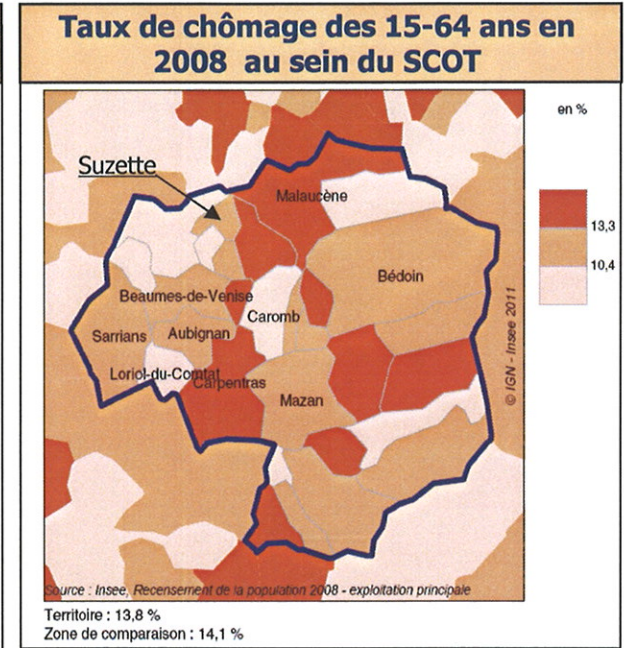 Taux de chômage des 15-64 ans en
2008 au sein du SCOT
en %
13,3
10,4
Suzette
Malaucène
Bédoin
Beaumes-de-Venise
Caromb
Sarrians
Aubignan
Loriol-du-Comtat
Carpentras
Mazan
© IGN - Insee 2011
Source : Insee, Recensement de la population 2008 - exploitation principale
Territoire : 13,8 %
Zone de comparaison : 14,1 %